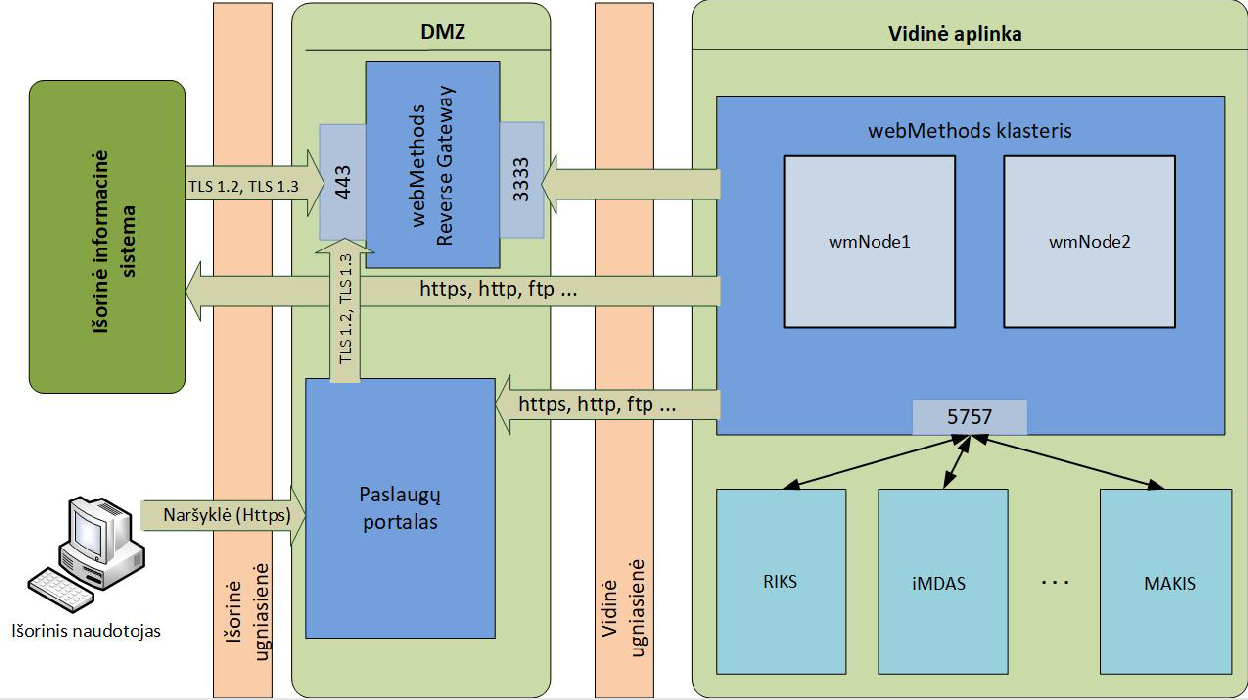 DMZ
Vidinė aplinka
Išorinė informacinė
sistema
TLS 1.2, TLS 1.3
443
webMethods
Reverse Gateway
3333
webMethods klasteris
wmNode1
wmNode2
https, http, ftp ...
TLS 1.2, TLS 1.3
https, http, ftp ...
5757
Paslaugų
portalas
Naršyklė (Https)
Išorinis naudotojas
Išorinė
ugniasienė
Vidinė
ugniasienė
RIKS
iMDAS
...
MAKIS